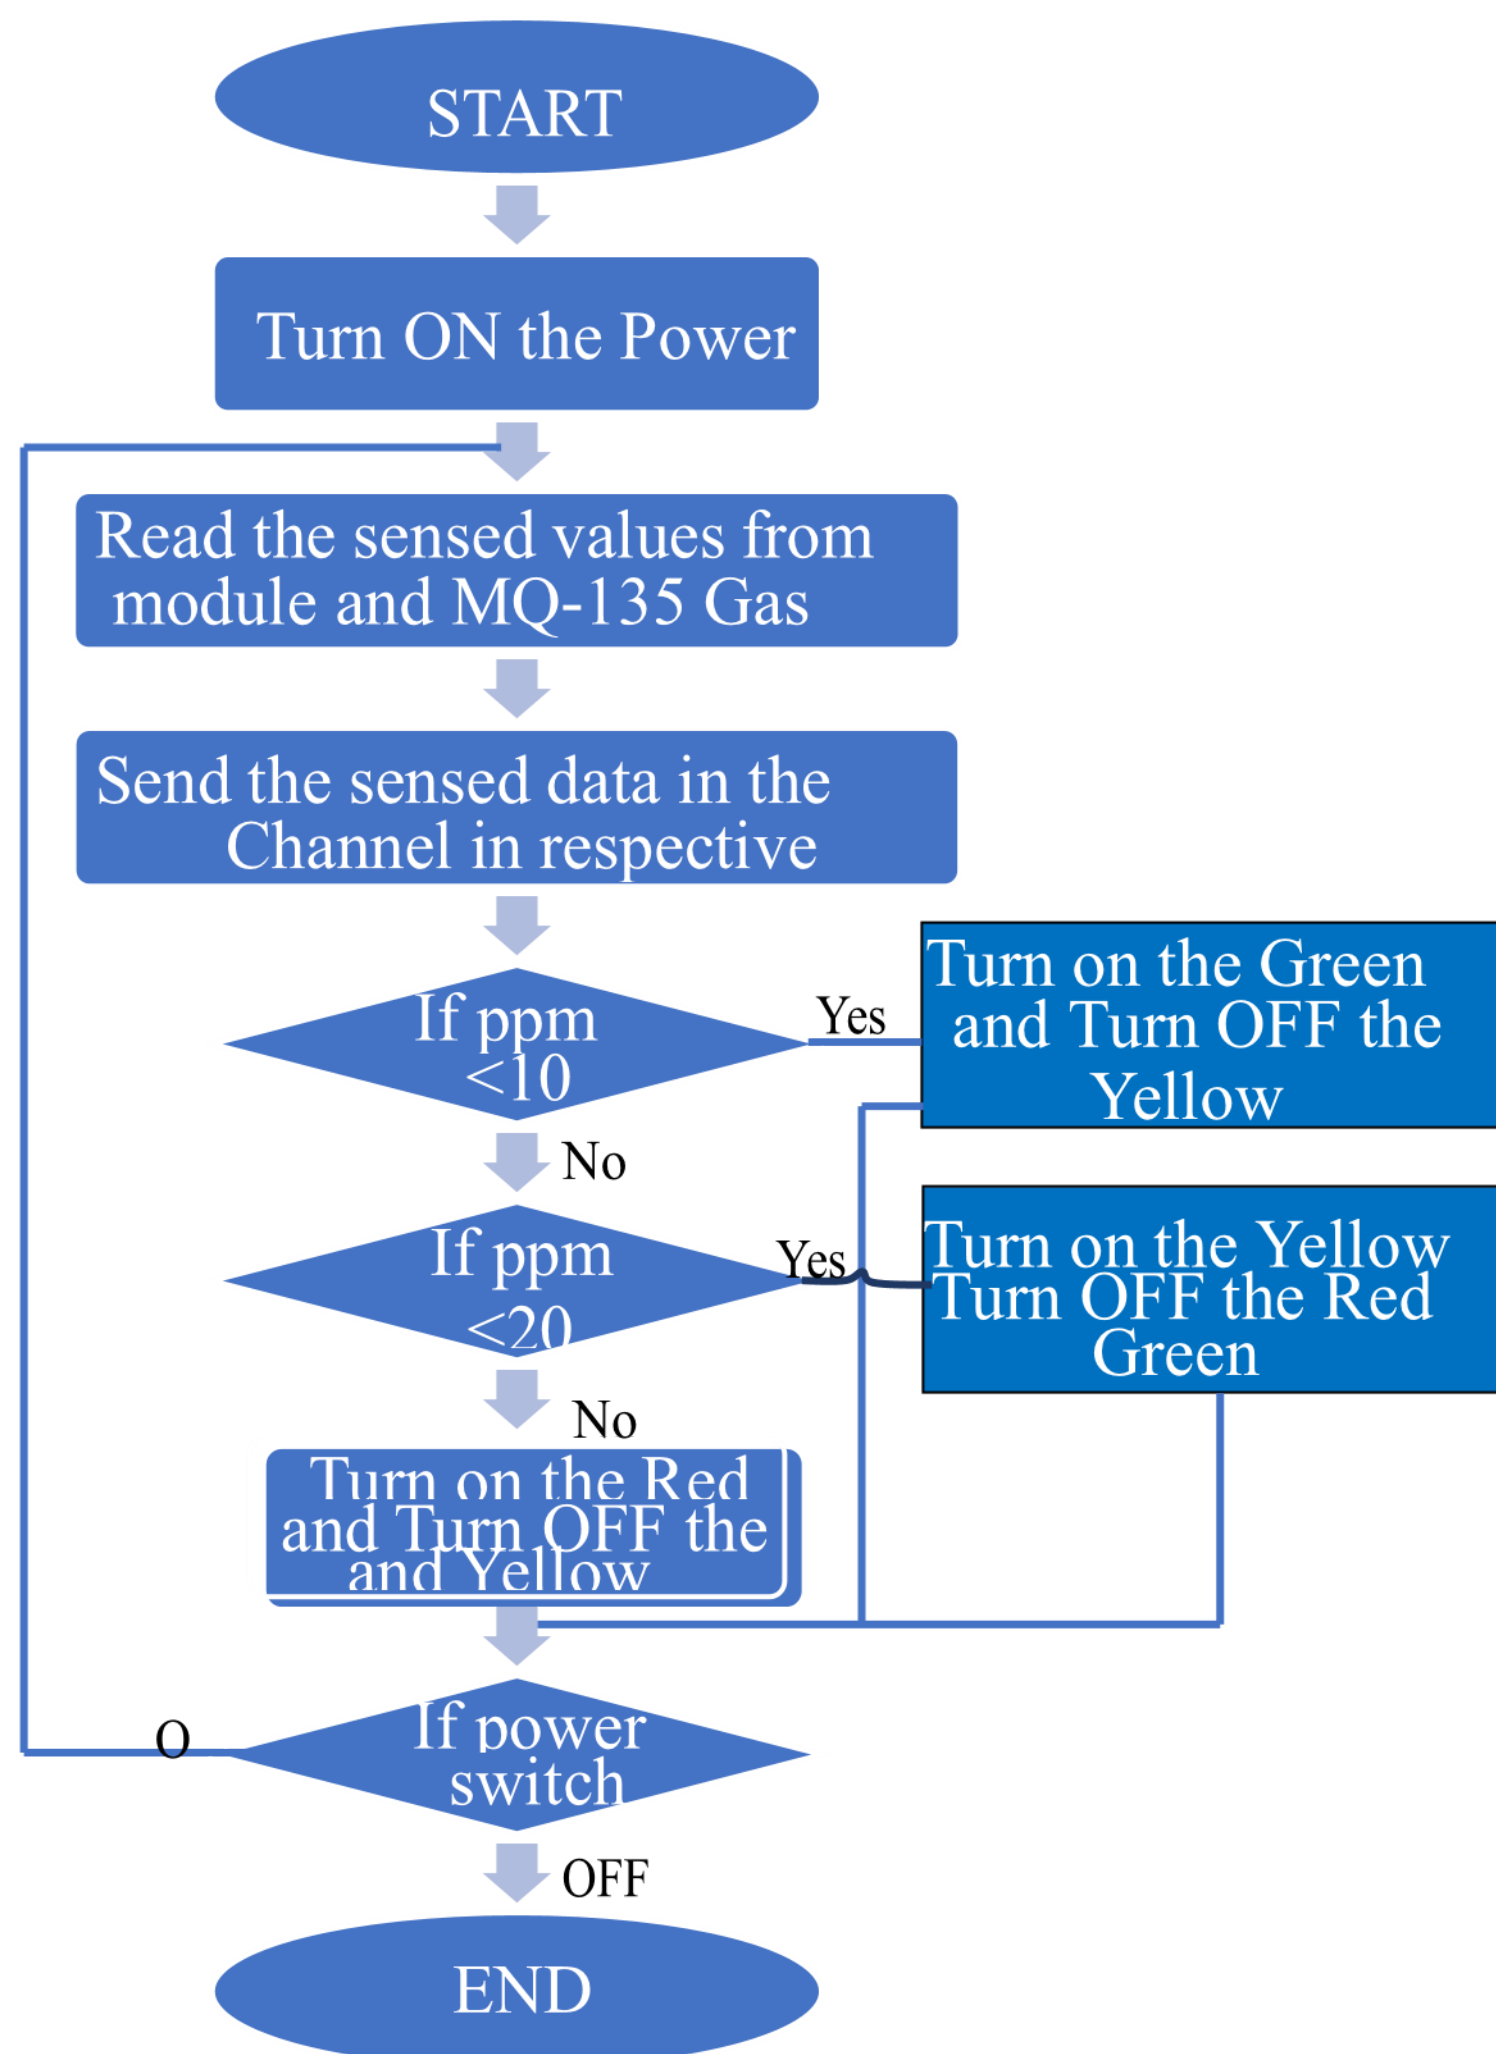 START
Turn ON the Power
Read the sensed values from
module and MQ-135 Gas
Send the sensed data in the
Channel in respective
If ppm
<10
Yes
Turn on the Green
and Turn OFF the
Yellow
No
If ppm
<20
Yes
Turn on the Yellow
Turn OFF the Red
Green
No
Turn on the Red
and Turn OFF the
and Yellow
If power
switch
O
OFF
END